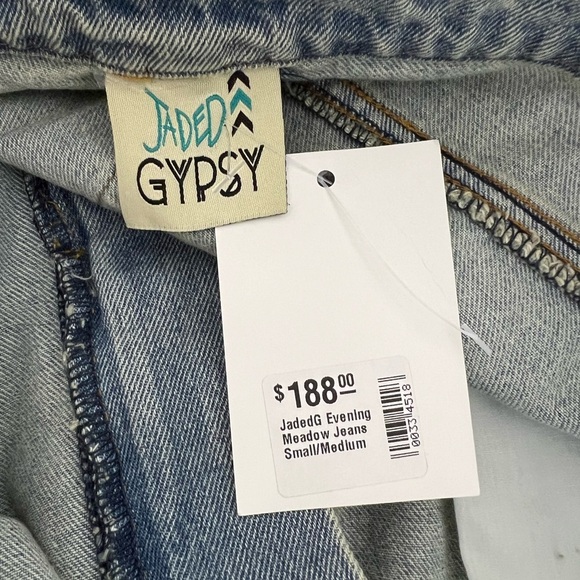 JADED
GYPSY
$188.00
JadedG Evening
Meadow Jeans
Small/Medium
00334518